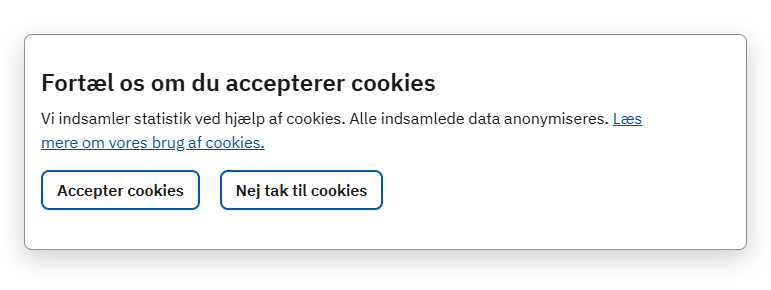 Fortæl os om du accepterer cookies
Vi indsamler statistik ved hjælp af cookies. Alle indsamlede data anonymiseres. Læs
mere om vores brug af cookies.
Accepter cookies
Nej tak til cookies